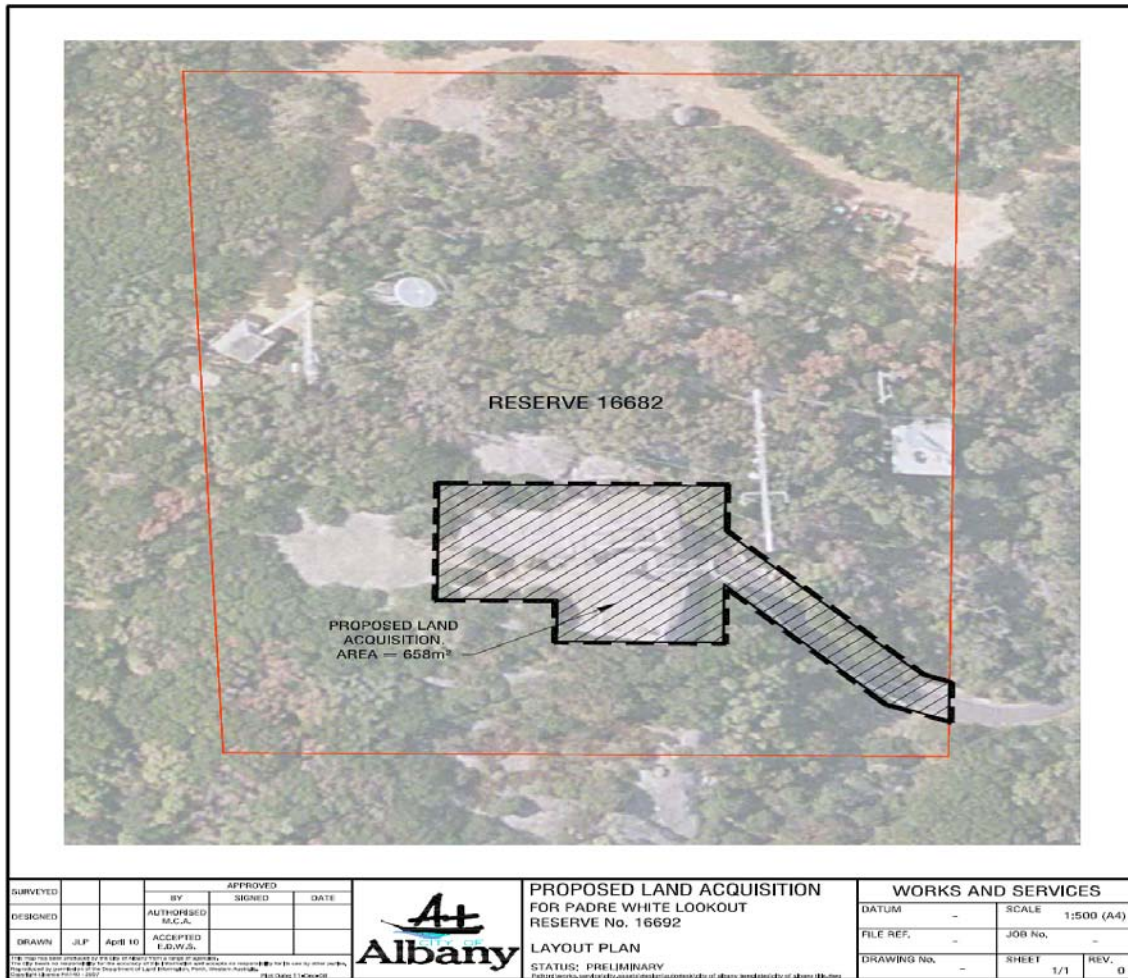 RESERVE 16682
PROPOSED LAND
ACQUISITION.
AREA — 658m²
SURVEYED
DESIGNED
DRAWN JLP April 10
APPROVED
BY SIGNED DATE
AUTHORISED
M.C.A.
ACCEPTED
E.D.W.S.
A+
CITY OF
Albany
PROPOSED LAND ACQUISITION
FOR PADRE WHITE LOOKOUT
RESERVE No. 16692
LAYOUT PLAN
STATUS; PRELIMINARY
WORKS AND SERVICES
DATUM -
SCALE 1:500 (A4)
FILE REF. -
JOB No. -
DRAWING No. -
SHEET 1/1
REV. 0